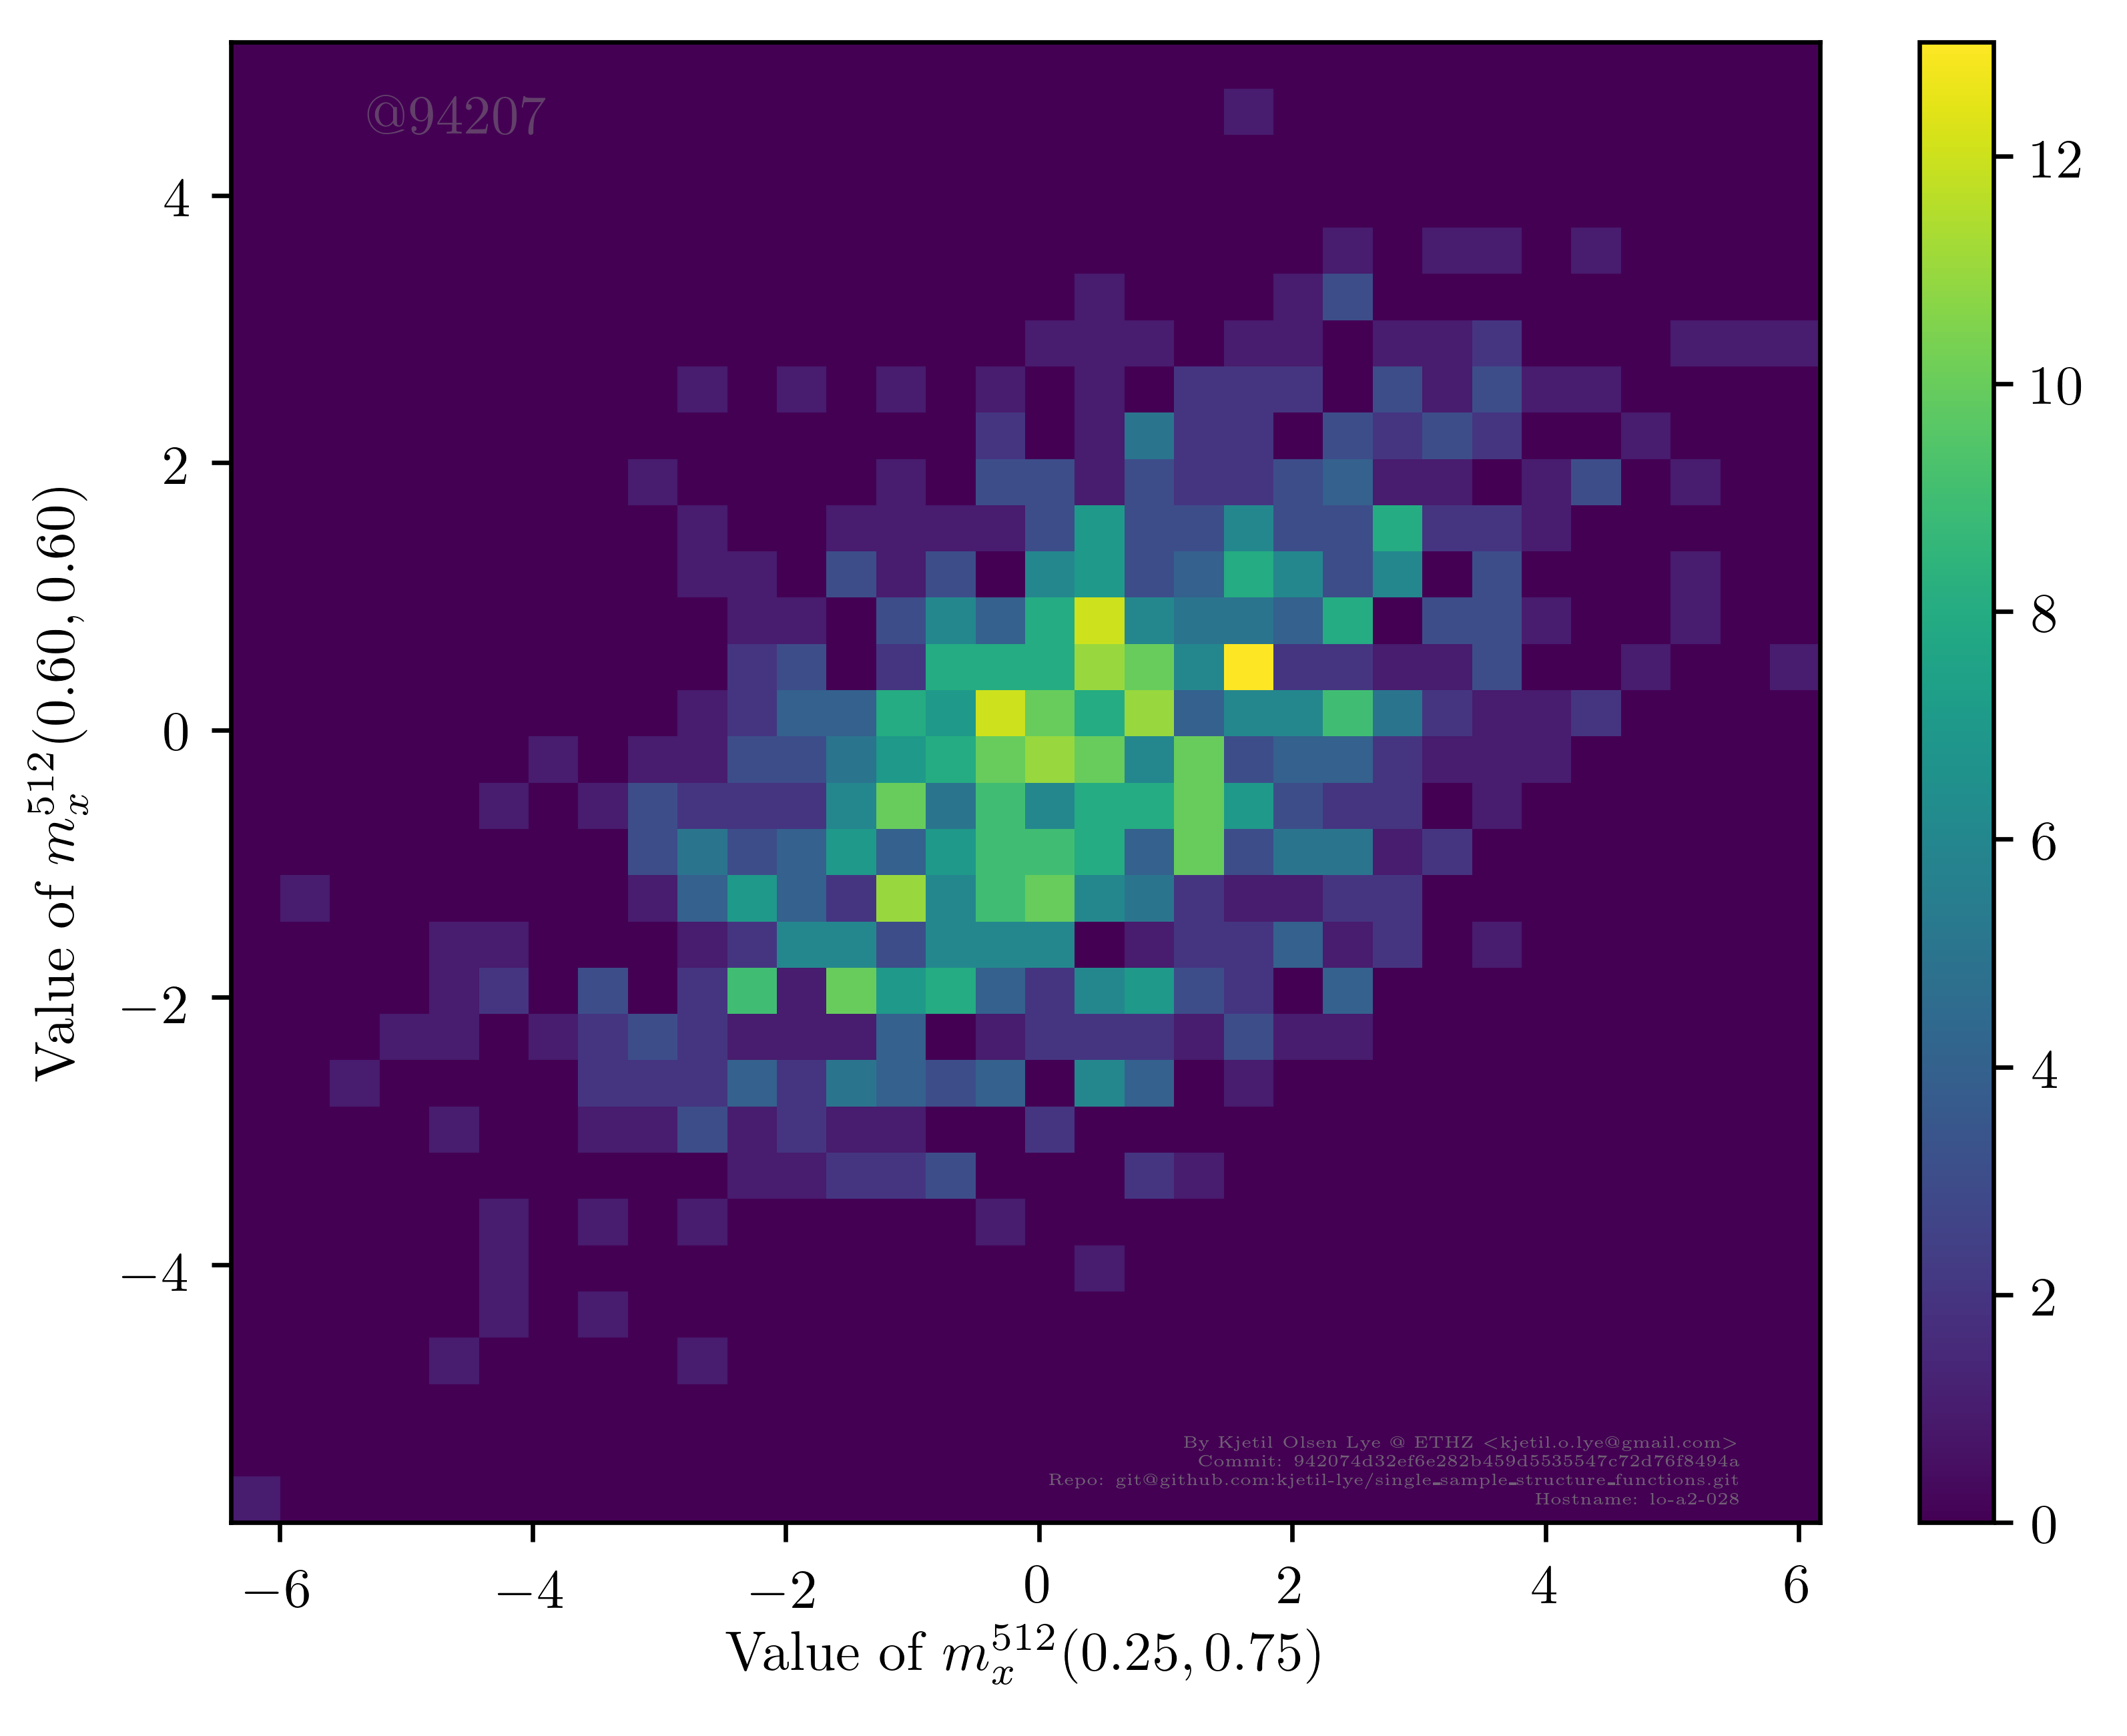 @94207
4
2
0
−2
−4
Value of m_x^512(0.60, 0.60)
−6 −4 −2 0 2 4 6
Value of m_x^512(0.25, 0.75)
12
10
8
6
4
2
0
By Kjetil Olsen Lye @ ETHZ <kjetil.o.lye@gmail.com>
Commit: 942074d32ef6e282b459d5535547c72d76f8494a
Repo: git@github.com:kjetil-lye/single_sample_structure_functions.git
Hostname: lo-a2-028